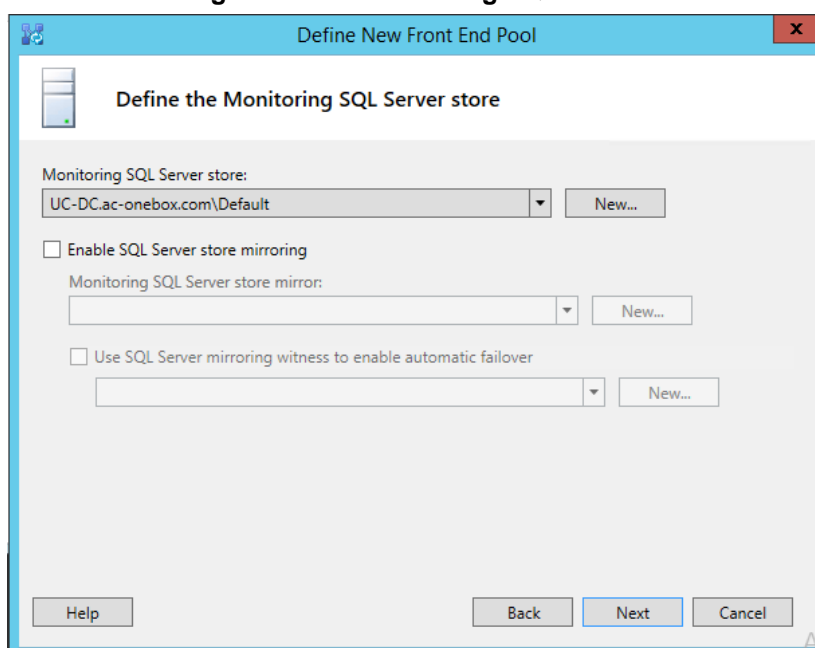 Define New Front End Pool
x
Define the Monitoring SQL Server store
Monitoring SQL Server store:
UC-DC.ac-onebox.com\Default
New...
Enable SQL Server store mirroring
Monitoring SQL Server store mirror:
New...
Use SQL Server mirroring witness to enable automatic failover
New...
Help
Back
Next
Cancel
A